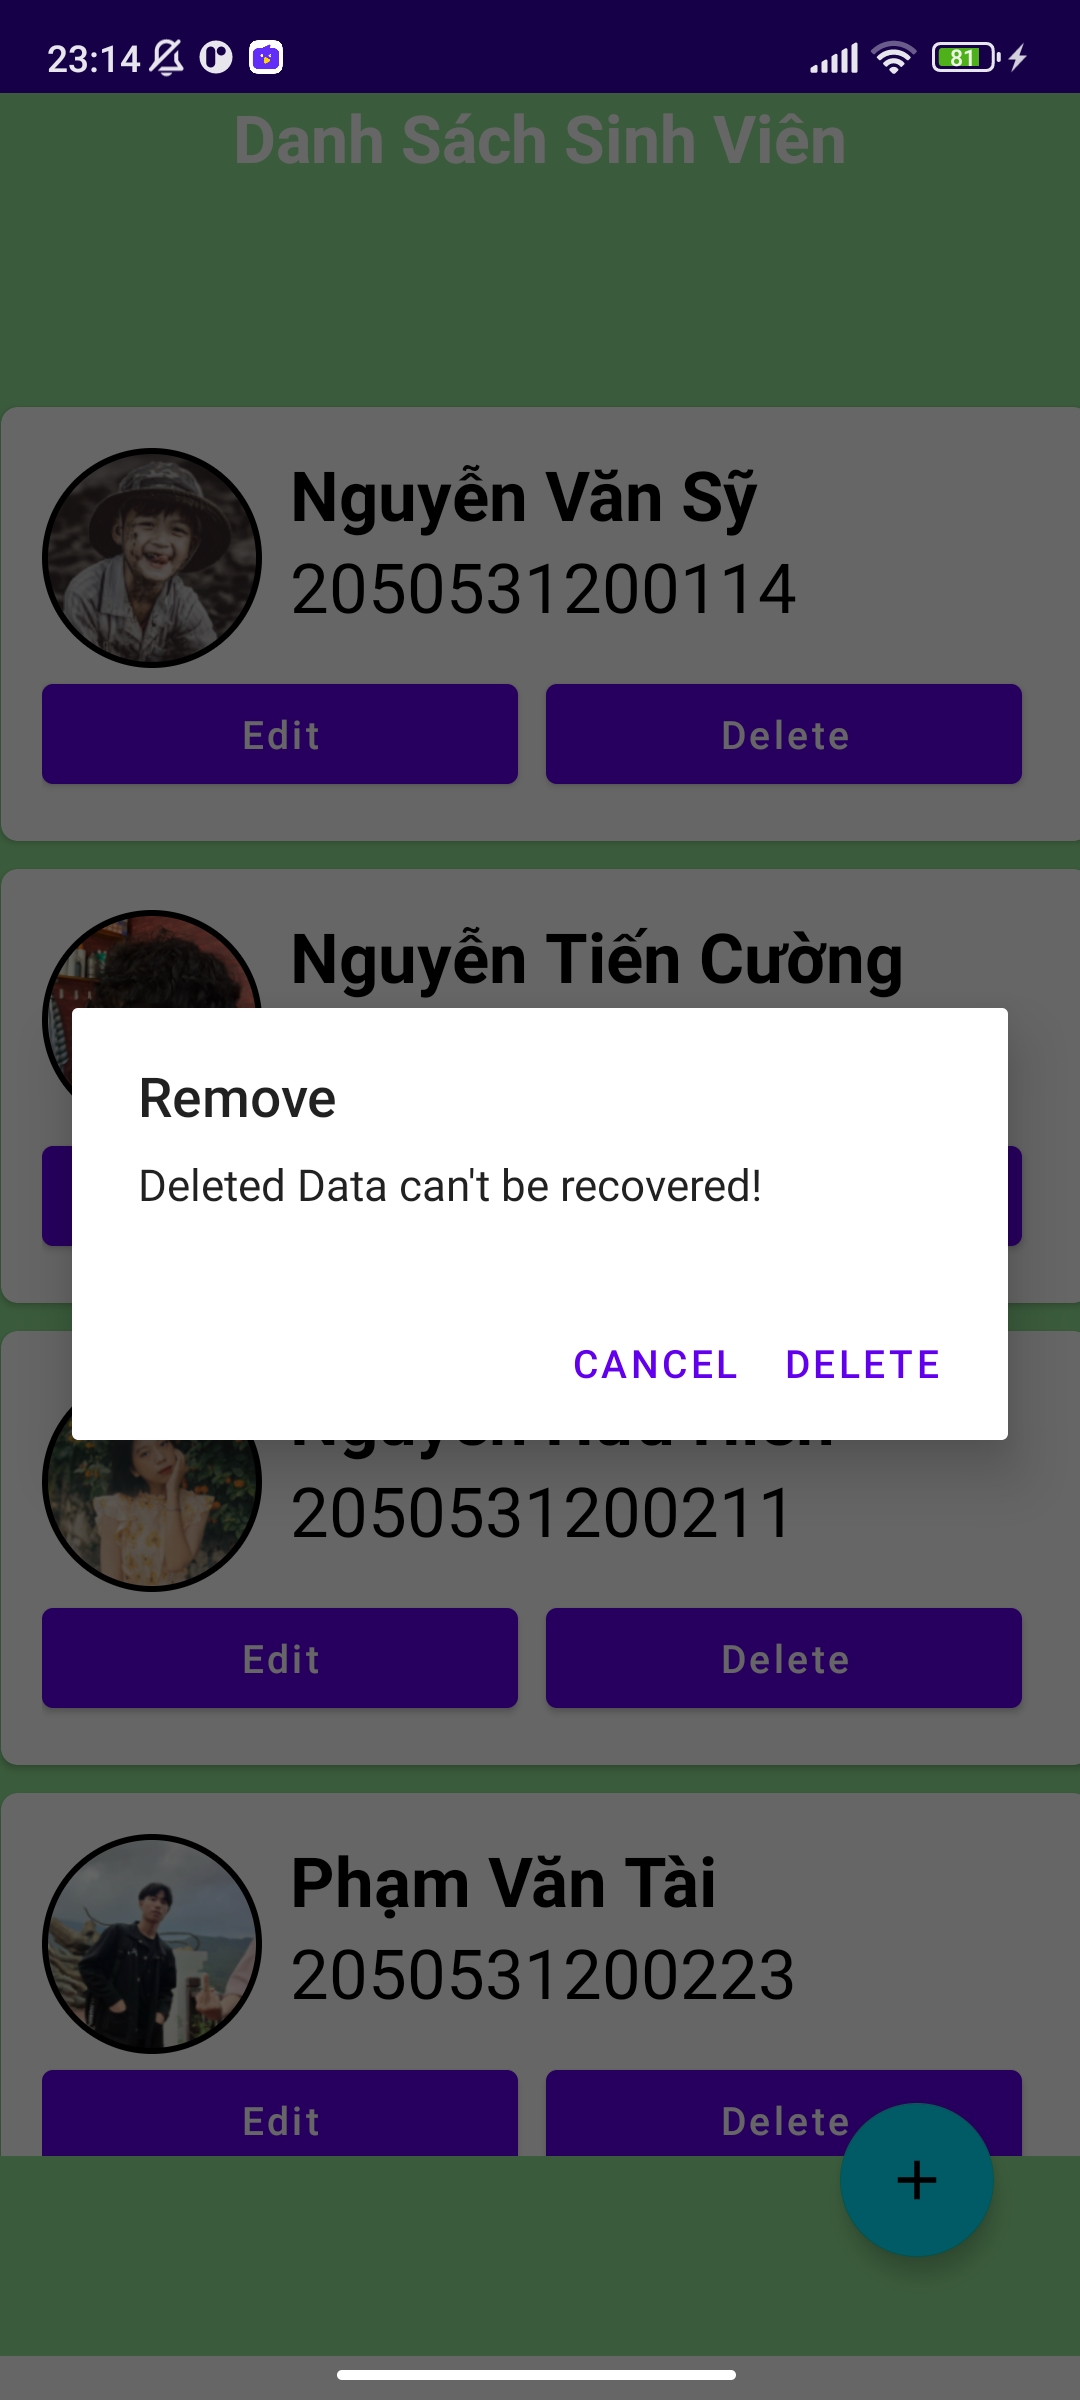 23:14
81
Danh Sách Sinh Viên
Nguyễn Văn Sỹ
2050531200114
Edit Delete
Nguyễn Tiến Cường
Remove
Deleted Data can't be recovered!
CANCEL DELETE
2050531200211
Edit Delete
Phạm Văn Tài
2050531200223
Edit Delete
+